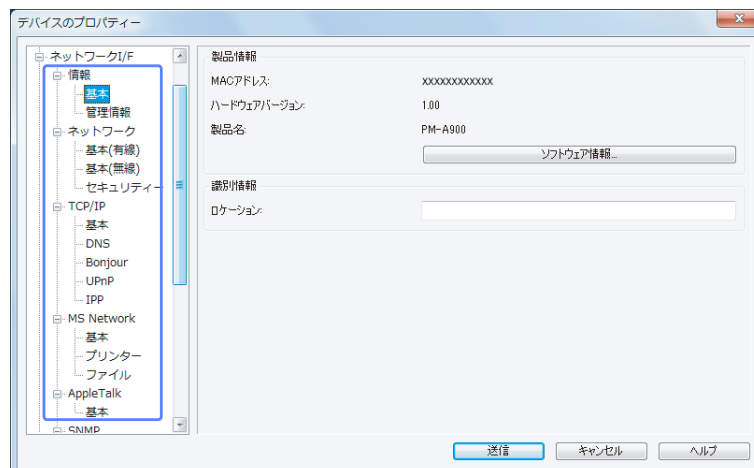 デバイスのプロパティー
ネットワークI/F
情報
基本
管理情報
ネットワーク
基本(有線)
基本(無線)
セキュリティー
TCP/IP
基本
DNS
Bonjour
UPnP
IPP
MS Network
基本
プリンター
ファイル
AppleTalk
基本
SNMP
製品情報
MACアドレス: xxxxxxxxxxxx
ハードウェアバージョン: 1.00
製品名: PM-A900
ソフトウェア情報...
識別情報
ロケーション:
送信 キャンセル ヘルプ